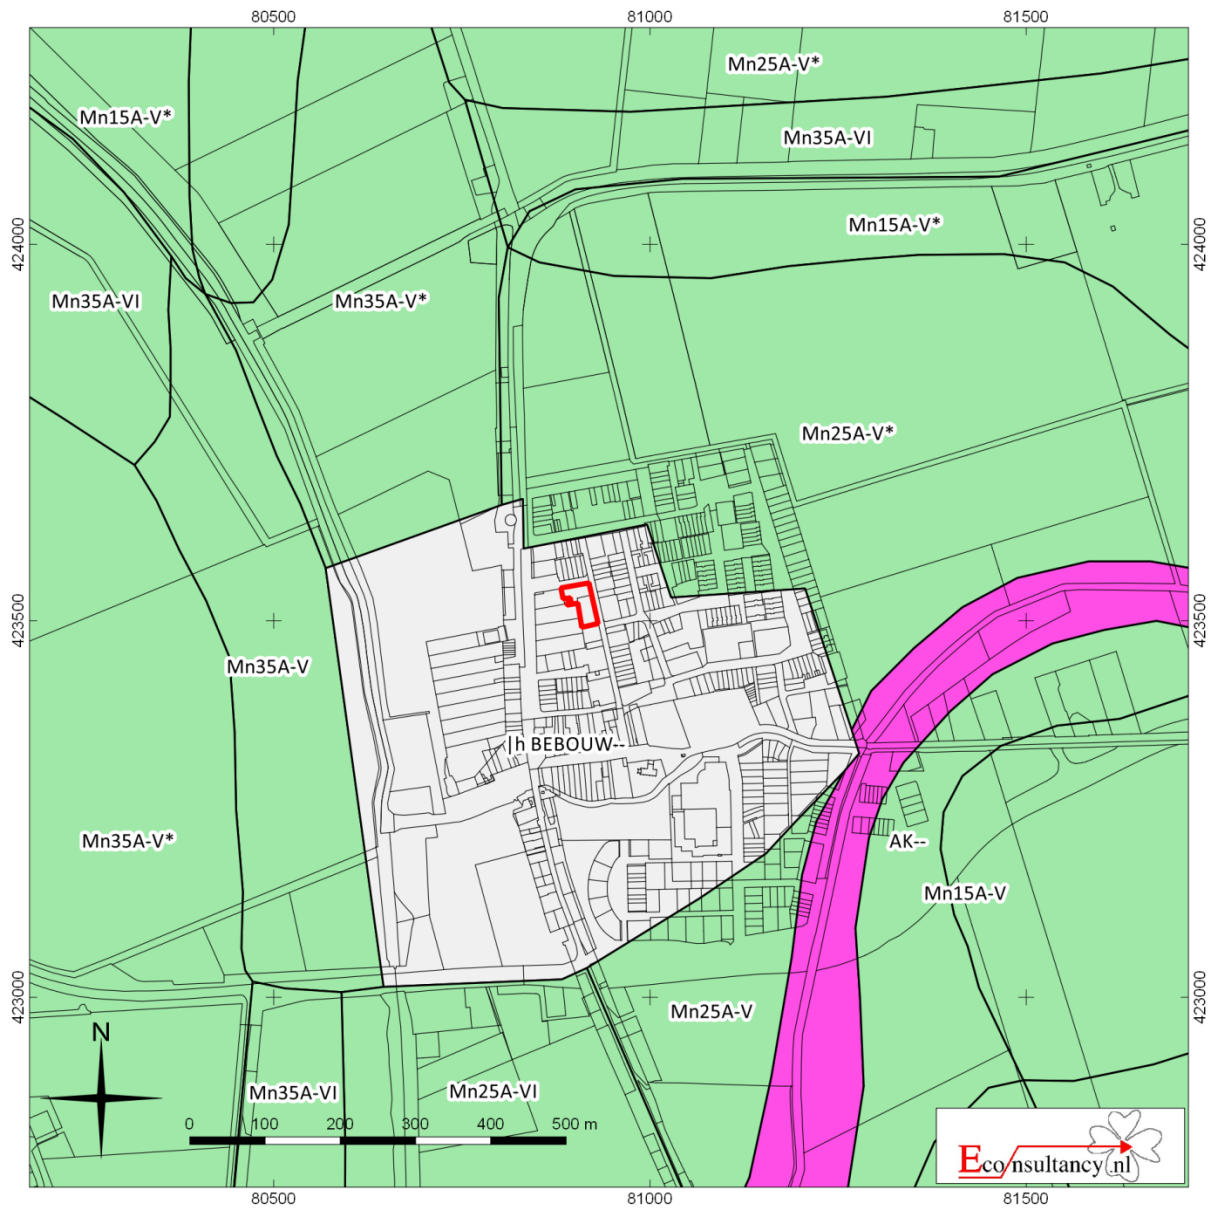 80500
81000
81500
Mn25A-V*
Mn15A-V*
Mn35A-VI
Mn15A-V*
424000
424000
Mn35A-VI
Mn35A-V*
Mn25A-V*
423500
423500
Mn35A-V
|h BEBOUW--
Mn35A-V*
AK--
Mn15A-V
423000
423000
Mn25A-V
N
Mn35A-VI
Mn25A-VI
0
100
200
300
400
500 m
Econsultancy.nl
80500
81000
81500